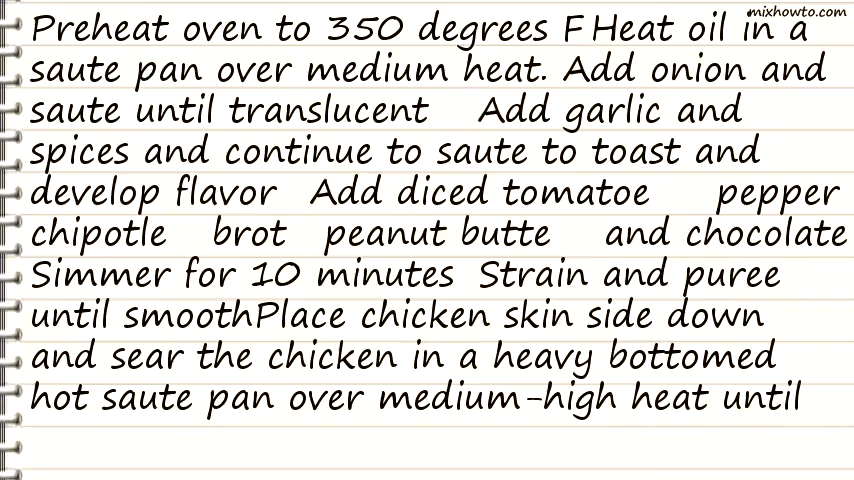 mixhowto.com
Preheat oven to 350 degrees F Heat oil in a
saute pan over medium heat. Add onion and
saute until translucent Add garlic and
spices and continue to saute to toast and
develop flavor Add diced tomatoe pepper
chipotle brot peanut butte and chocolate
Simmer for 10 minutes Strain and puree
until smoothPlace chicken skin side down
and sear the chicken in a heavy bottomed
hot saute pan over medium-high heat until